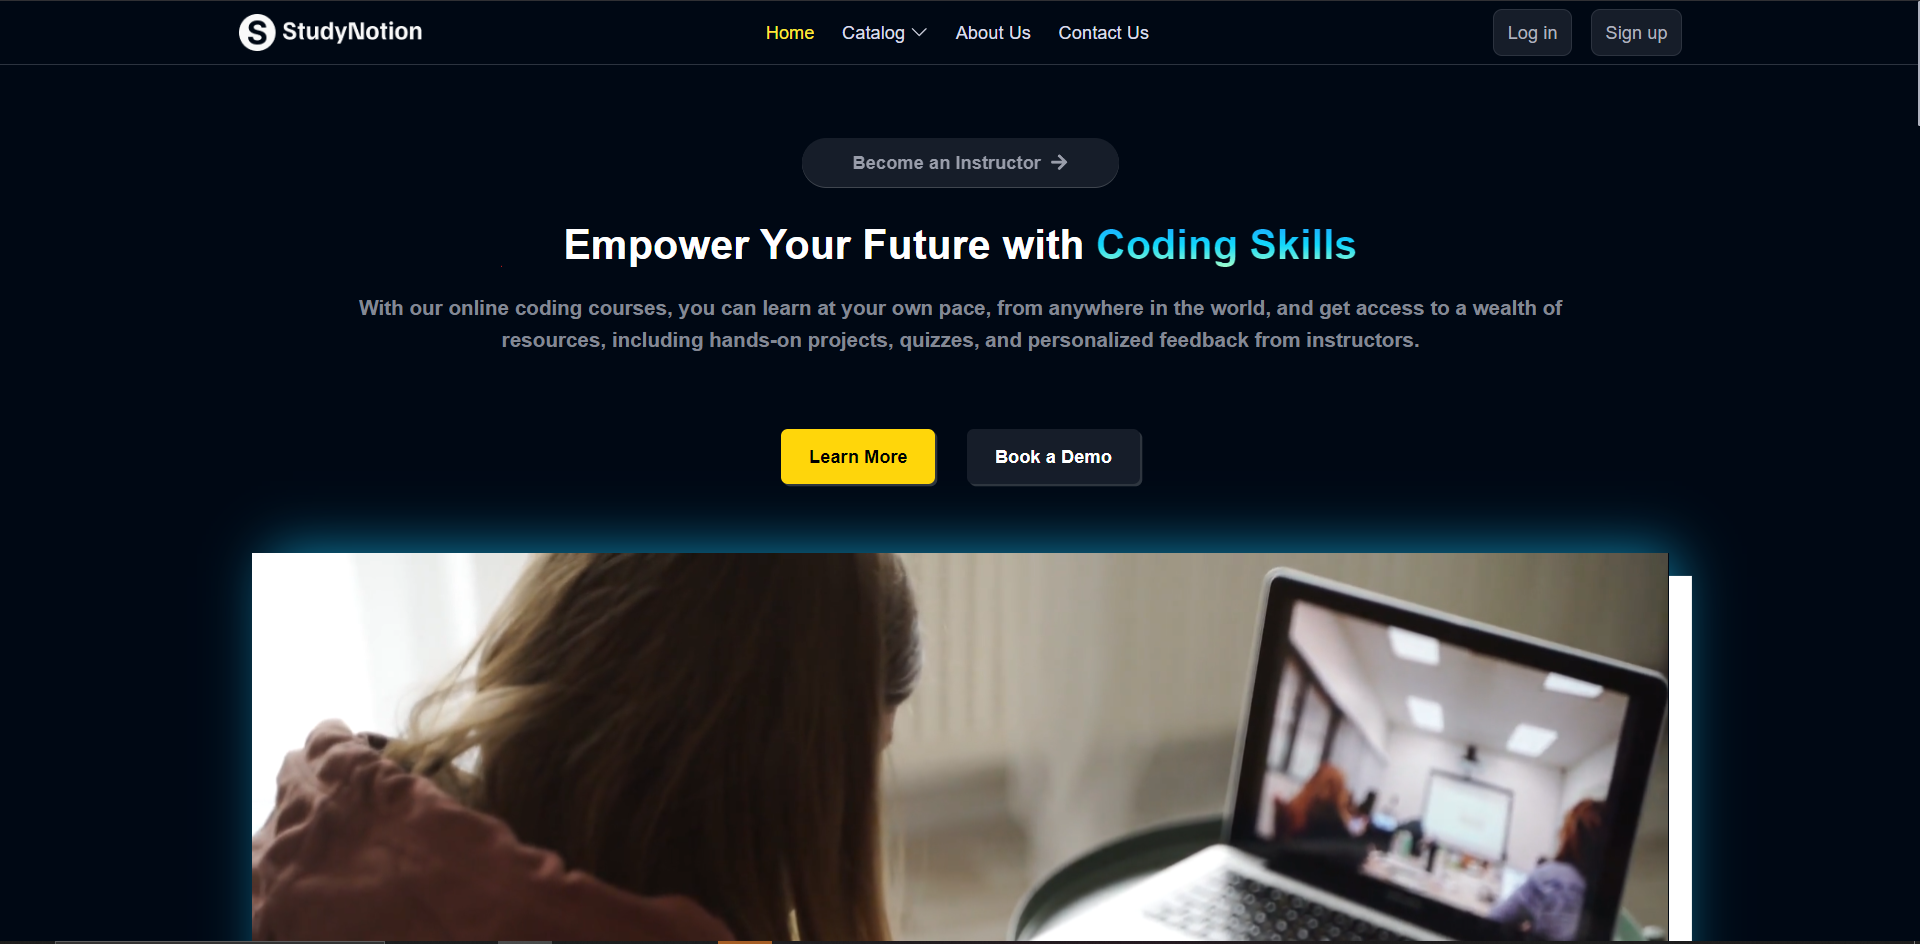 S StudyNotion
Home Catalog About Us Contact Us
Log in Sign up
Become an Instructor →
Empower Your Future with Coding Skills
With our online coding courses, you can learn at your own pace, from anywhere in the world, and get access to a wealth of
resources, including hands-on projects, quizzes, and personalized feedback from instructors.
Learn More Book a Demo